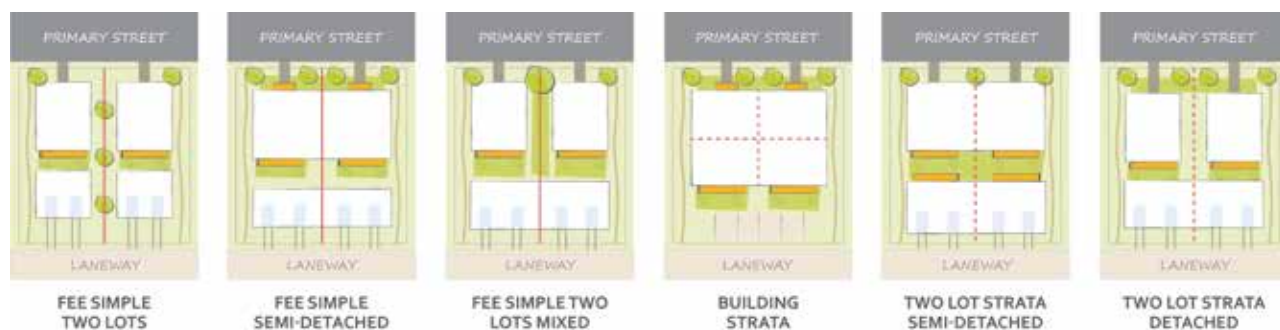 PRIMARY STREET
LANEWAY
FEE SIMPLE
TWO LOTS
PRIMARY STREET
LANEWAY
FEE SIMPLE
SEMI-DETACHED
PRIMARY STREET
LANEWAY
FEE SIMPLE TWO
LOTS MIXED
PRIMARY STREET
LANEWAY
BUILDING
STRATA
PRIMARY STREET
LANEWAY
TWO LOT STRATA
SEMI-DETACHED
PRIMARY STREET
LANEWAY
TWO LOT STRATA
DETACHED